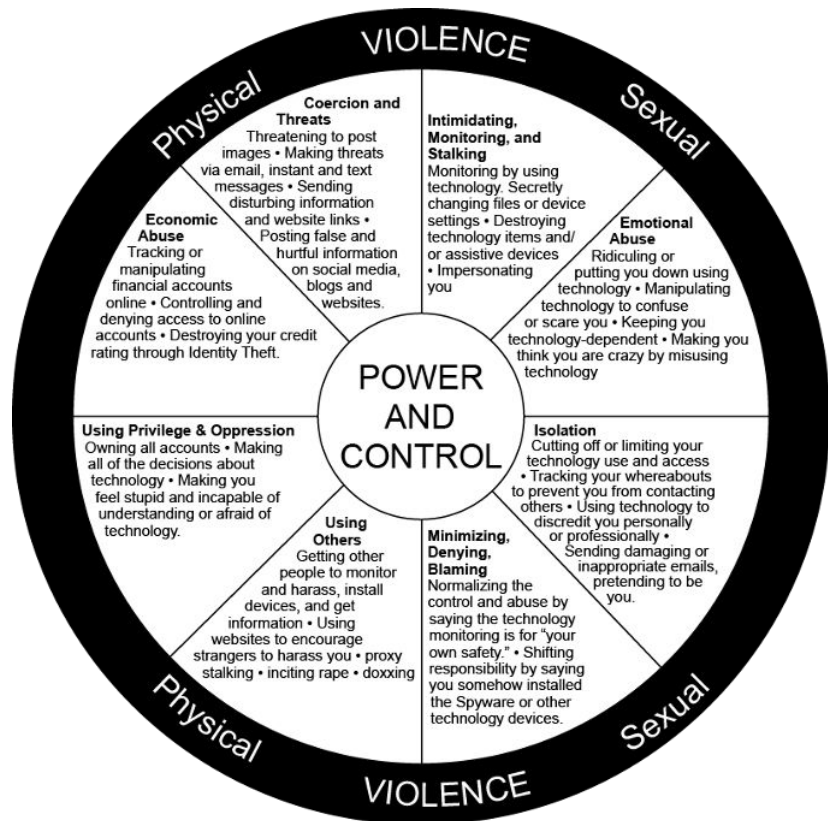 VIOLENCE
Physical
Sexual
Coercion and
Threats
Threatening to post
images • Making threats
via email, instant and text
messages • Sending
disturbing information
and website links •
Posting false and
hurtful information
on social media,
blogs and
websites.
Intimidating,
Monitoring, and
Stalking
Monitoring by using
technology. Secretly
changing files or device
settings • Destroying
technology items and/
or assistive devices
• Impersonating
you
Economic
Abuse
Tracking or
manipulating
financial accounts
online • Controlling and
denying access to online
accounts • Destroying your credit
rating through Identity Theft.
Emotional
Abuse
Ridiculing or
putting you down using
technology • Manipulating
technology to confuse
or scare you • Keeping you
technology-dependent • Making you
think you are crazy by misusing
technology
POWER
AND
CONTROL
Using Privilege & Oppression
Owning all accounts • Making
all of the decisions about
technology • Making you
feel stupid and incapable of
understanding or afraid of
technology.
Isolation
Cutting off or limiting your
technology use and access
• Tracking your whereabouts
to prevent you from contacting
others • Using technology to
discredit you personally
or professionally •
Sending damaging or
inappropriate emails,
pretending to be
you.
Using
Others
Getting other
people to monitor
and harass, install
devices, and get
information • Using
websites to encourage
strangers to harass you • proxy
stalking • inciting rape • doxxing
Minimizing,
Denying,
Blaming
Normalizing the
control and abuse by
saying the technology
monitoring is for “your
own safety.” • Shifting
responsibility by saying
you somehow installed
the Spyware or other
technology devices.
Physical
Sexual
VIOLENCE